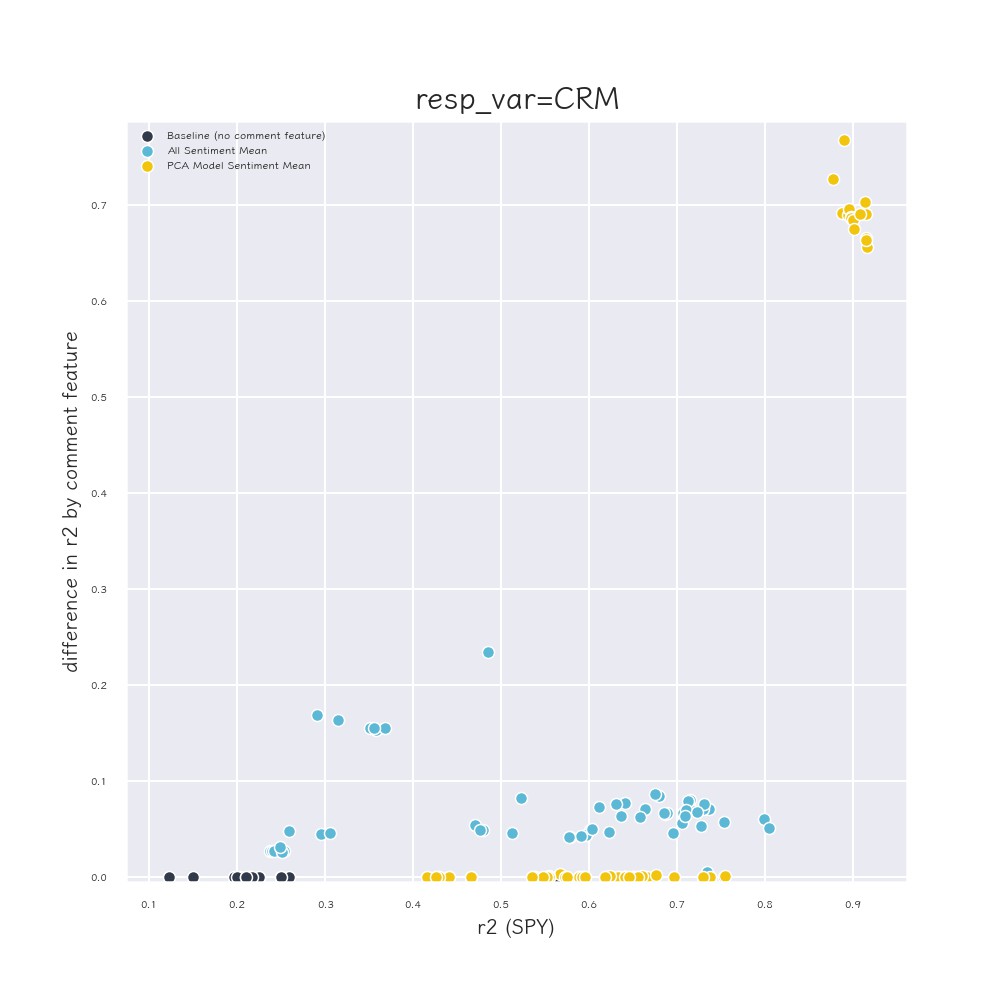 resp_var=CRM
Baseline (no comment feature)
All Sentiment Mean
PCA Model Sentiment Mean
0.7
0.6
0.5
0.4
0.3
0.2
0.1
0.0
difference in r2 by comment feature
0.1 0.2 0.3 0.4 0.5 0.6 0.7 0.8 0.9
r2 (SPY)